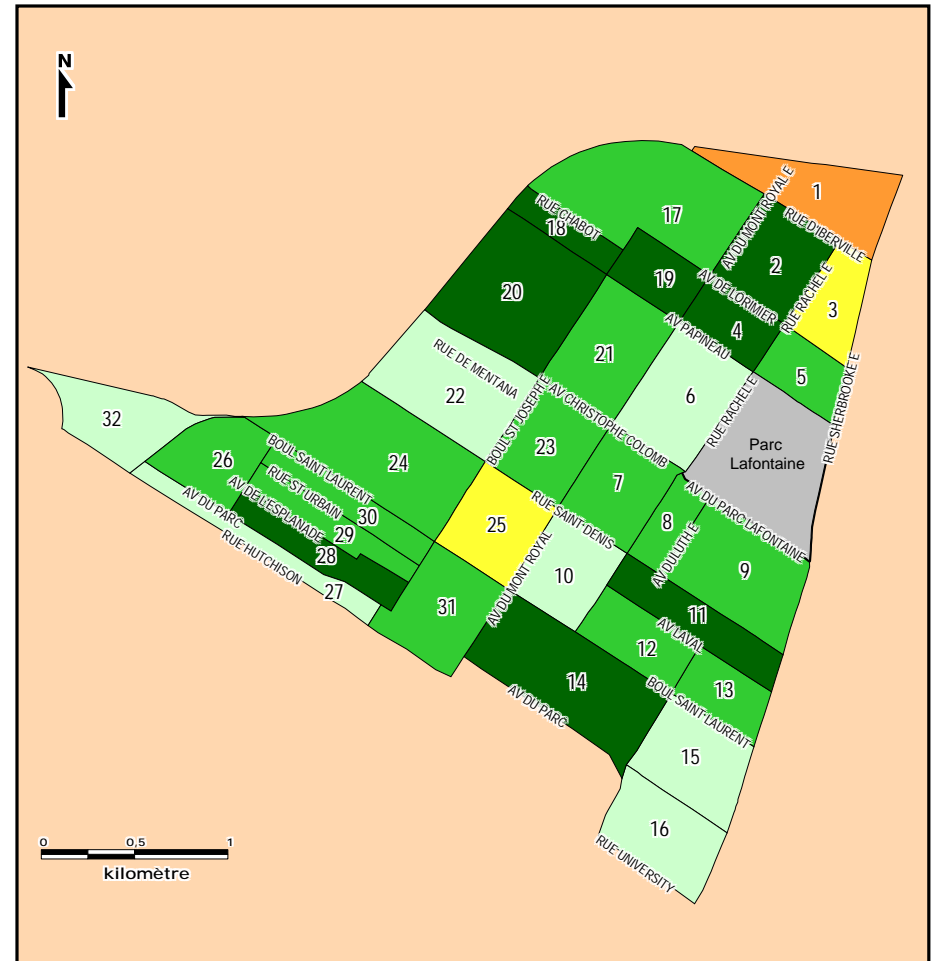 N
1
AV DU MONT ROYALE E
RUE D'IBERVILLE
17
RUE CHABOT
18
2
19
AV DE LORIMIER
RUE RACHEL E
3
20
4
AV PAPINEAU
21
RUE DE MENTANA
5
6
RUE RACHEL E
RUE SHERBROOKE E
22
BOUL ST JOSEPH E
AV CHRISTOPHE COLOMB
32
23
Parc
Lafontaine
26
BOUL SAINT LAURENT
24
7
RUE ST URBAIN
AV DE L'ESPLANADE
30
AV DU PARC
25
RUE SAINT DENIS
8
AV DU PARC LAFONTAINE
29
AV DULUTH E
28
RUE HUTCHISON
27
10
9
AV DU MONT ROYAL
31
11
AV LAVAL
12
14
13
BOUL SAINT LAURENT
AV DU PARC
15
16
RUE UNIVERSITY
0 0,5 1
kilomètre